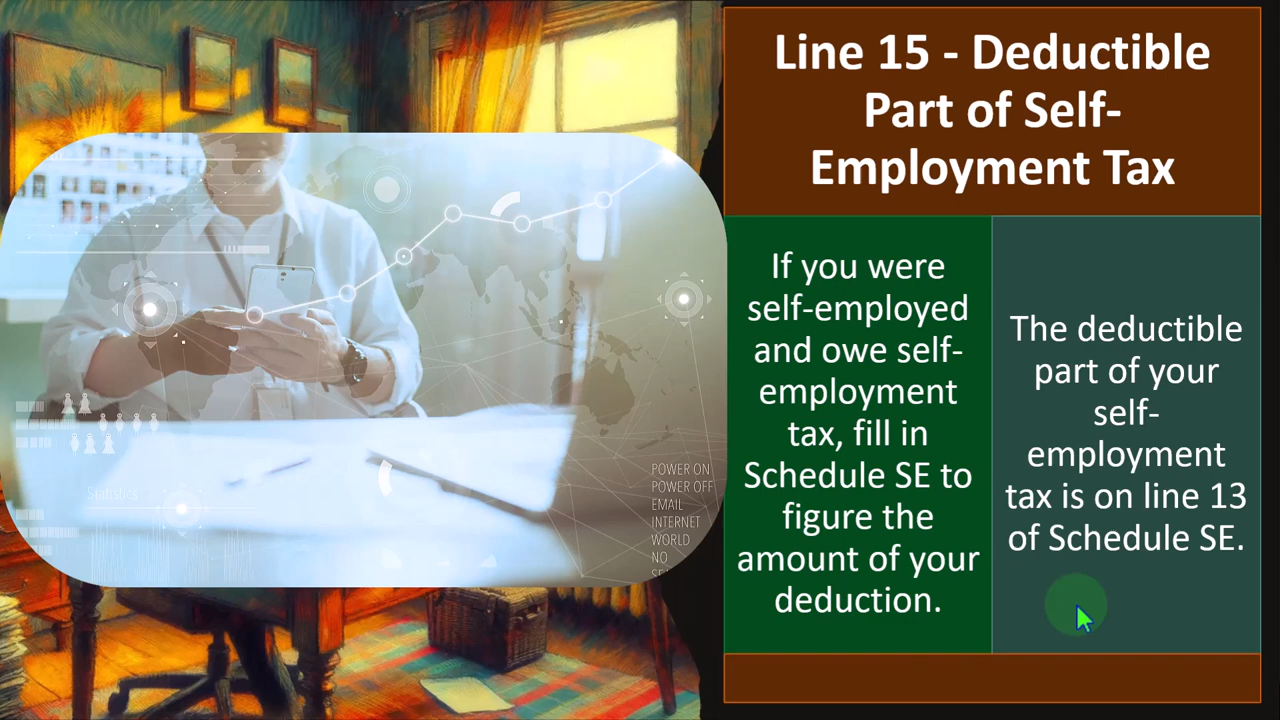 Line 15 - Deductible
Part of Self-
Employment Tax
If you were
self-employed
and owe self-
employment
tax, fill in
Schedule SE to
figure the
amount of your
deduction.
The deductible
part of your
self-
employment
tax is on line 13
of Schedule SE.
Statistics
POWER ON
POWER OFF
EMAIL
INTERNET
WORLD
NO